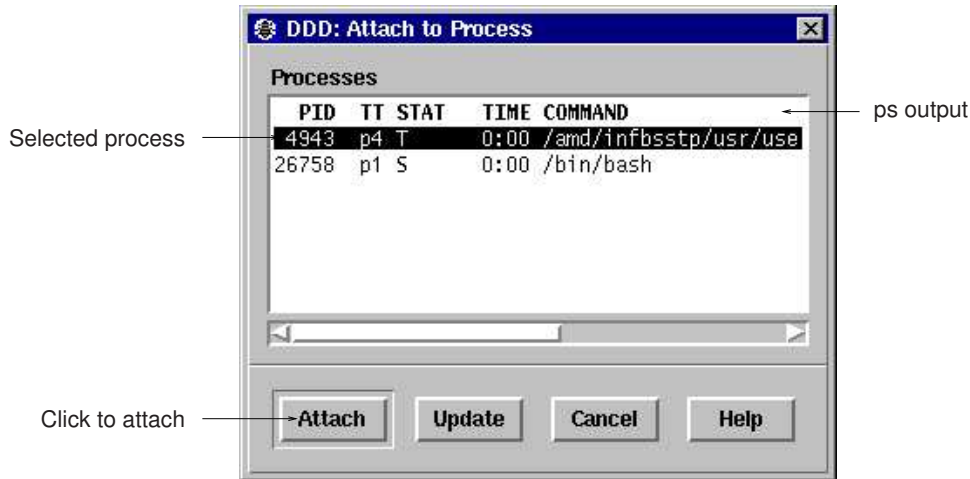 DDD: Attach to Process
Processes
PID TT STAT TIME COMMAND
ps output
Selected process
4943 p4 T 0:00 /amd/infbsstp/usr/use
26758 p1 S 0:00 /bin/bash
Click to attach
Attach Update Cancel Help